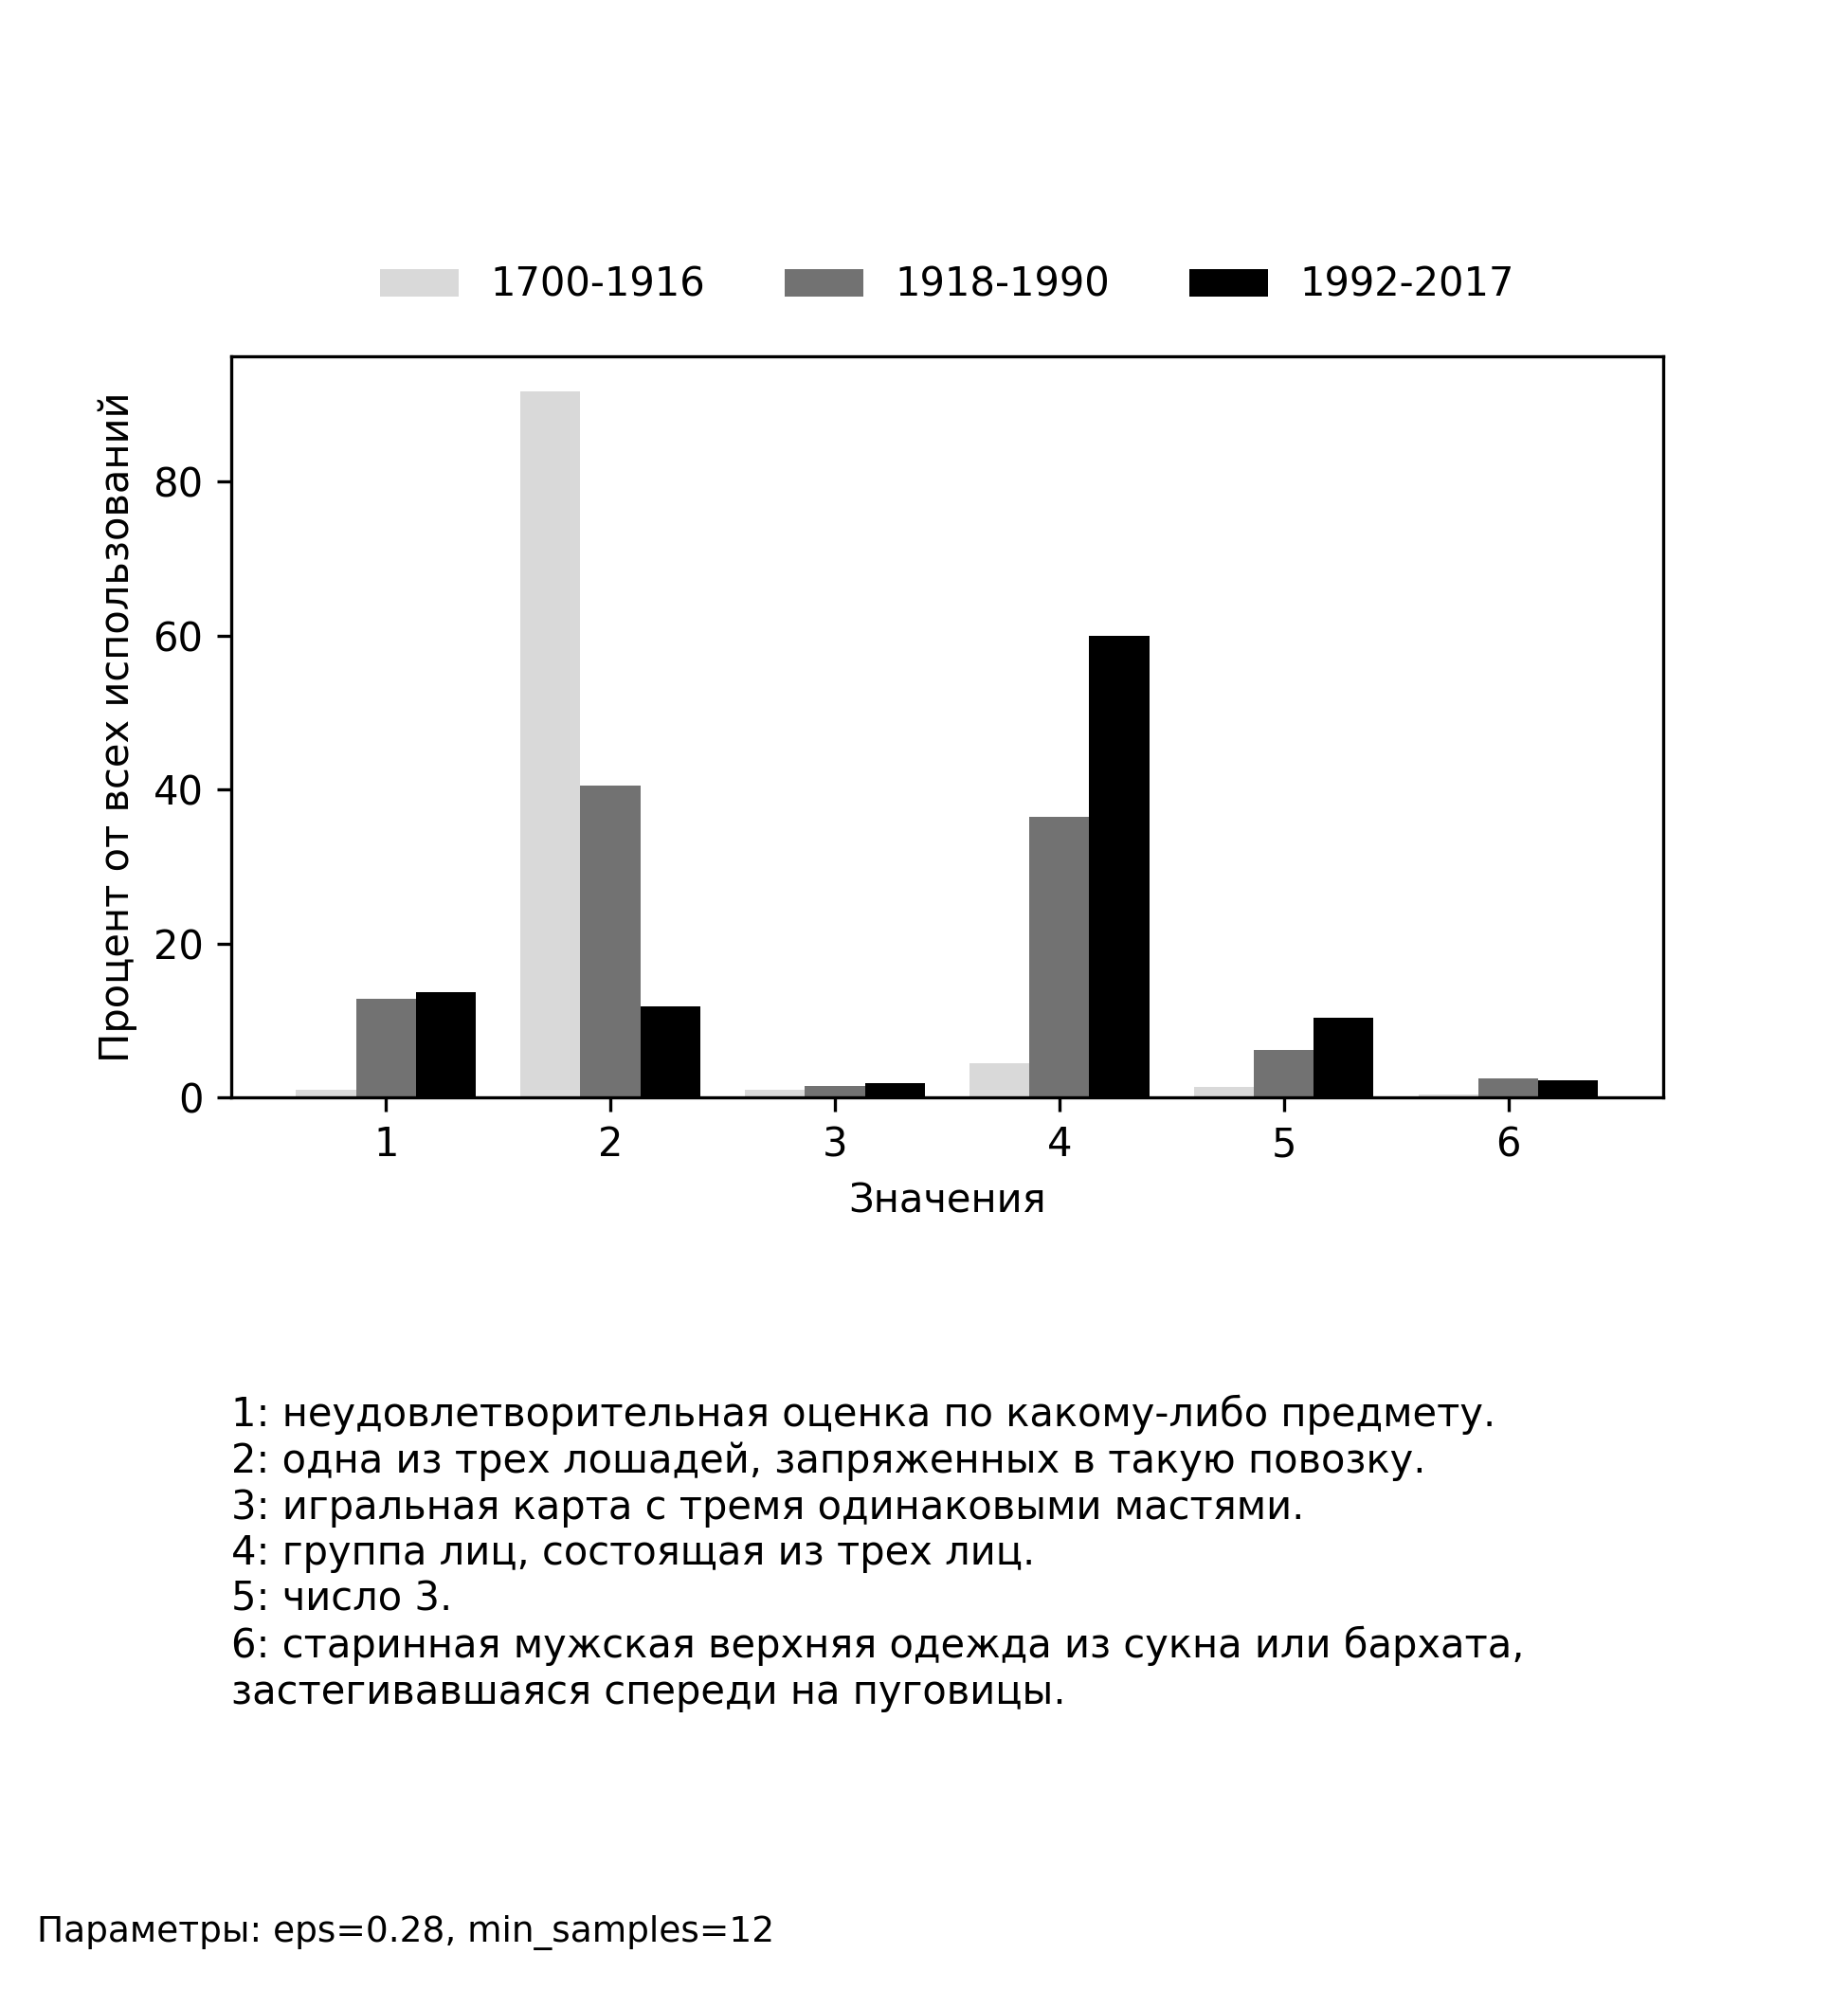 1700-1916 1918-1990 1992-2017
Процент от всех использований
80
60
40
20
0
1 2 3 4 5 6
Значения
1: неудовлетворительная оценка по какому-либо предмету.
2: одна из трех лошадей, запряженных в такую повозку.
3: игральная карта с тремя одинаковыми мастями.
4: группа лиц, состоящая из трех лиц.
5: число 3.
6: старинная мужская верхняя одежда из сукна или бархата,
застегивавшаяся спереди на пуговицы.
Параметры: eps=0.28, min_samples=12